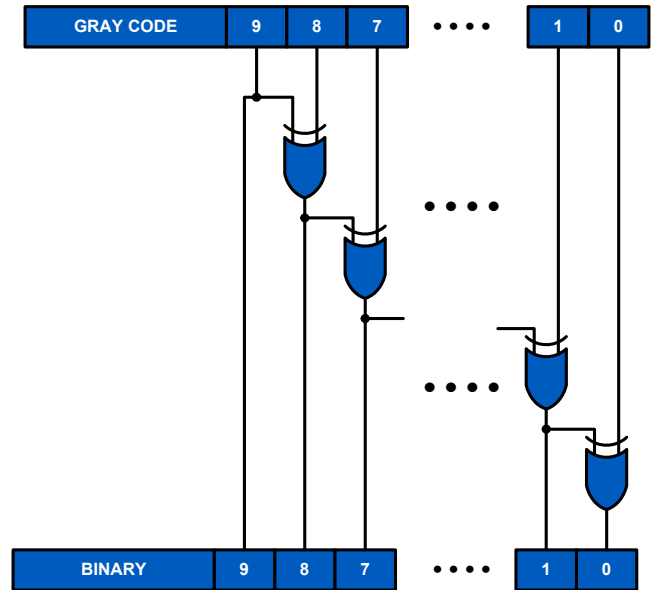 GRAY CODE 9 8 7 •••• 1 0
BINARY 9 8 7 •••• 1 0